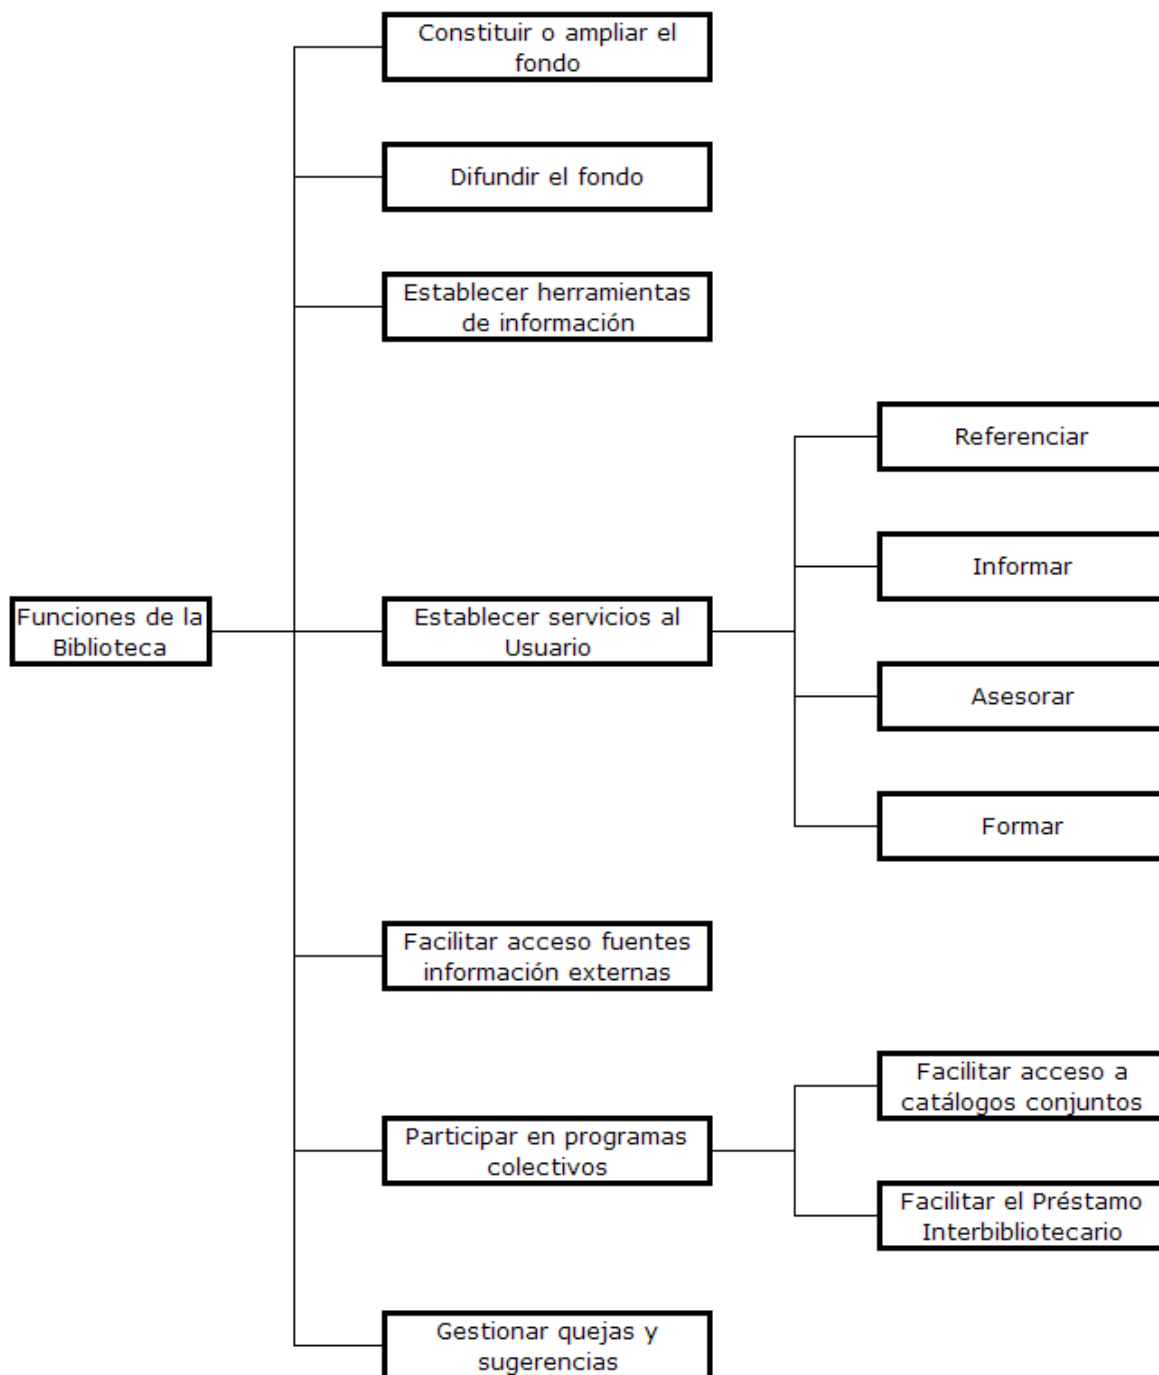 Constituir o ampliar el
fondo
Difundir el fondo
Establecer herramientas
de información
Referenciar
Informar
Funciones de la
Biblioteca
Establecer servicios al
Usuario
Asesorar
Formar
Facilitar acceso fuentes
información externas
Facilitar acceso a
catálogos conjuntos
Participar en programas
colectivos
Facilitar el Préstamo
Interbibliotecario
Gestionar quejas y
sugerencias